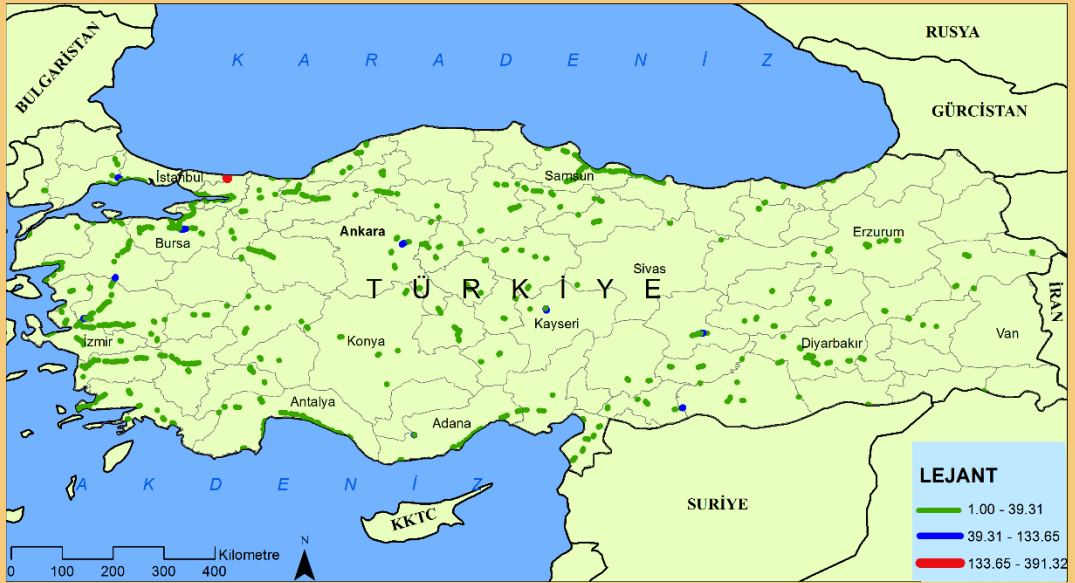 RUSYA
BULGARİSTAN
K A R A D E N İ Z
GÜRCİSTAN
İstanbul
Samsun
Ankara
Bursa
Erzurum
Sivas
T Ü R K İ Y E
İRAN
Kayseri
İzmir
Konya
Diyarbakır
Van
Antalya
Adana
A K D E N İ Z
KKTC
SURİYE
LEJANT
1.00 - 39.31
39.31 - 133.65
133.65 - 391.32
N
Kilometre
0 100 200 300 400